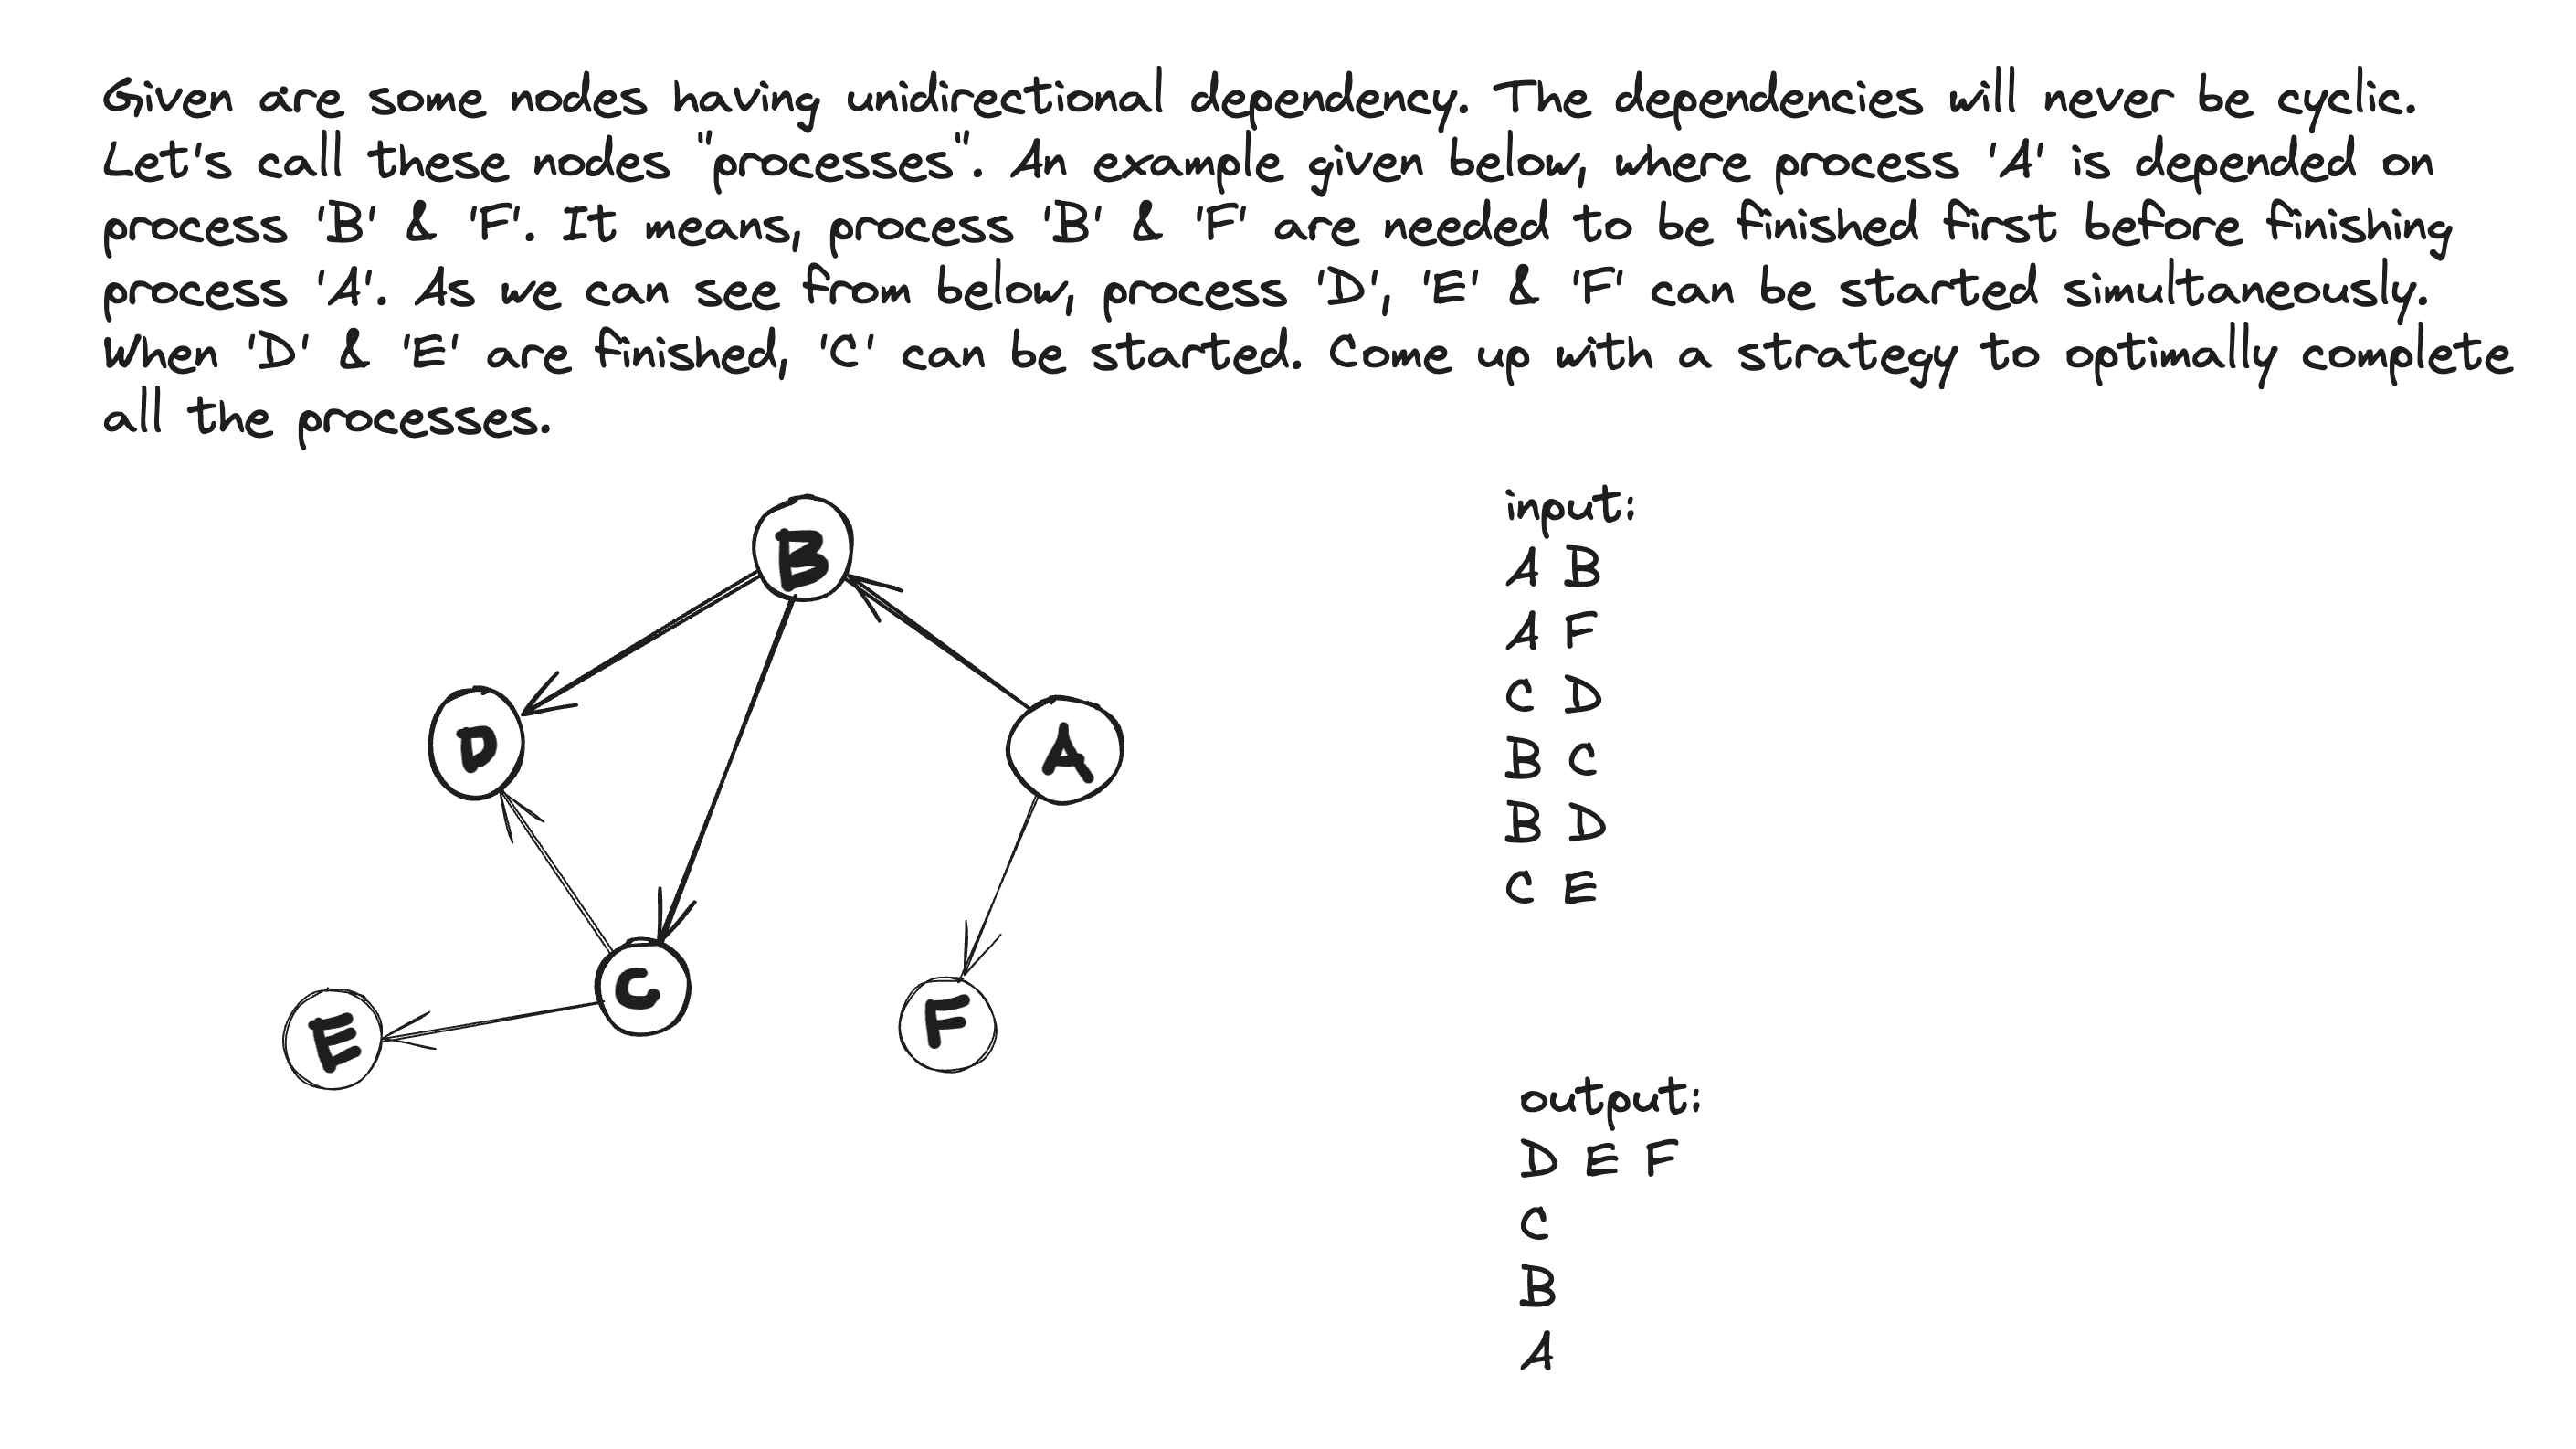 Given are some nodes having unidirectional dependency. The dependencies will never be cyclic.
Let's call these nodes "processes". An example given below, where process 'A' is depended on
process 'B' & 'F'. It means, process 'B' & 'F' are needed to be finished first before finishing
process 'A'. As we can see from below, process 'D', 'E' & 'F' can be started simultaneously.
When 'D' & 'E' are finished, 'C' can be started. Come up with a strategy to optimally complete
all the processes.
B
D
A
C
E
F
input:
A B
A F
C D
B C
B D
C E
output:
D E F
C
B
A